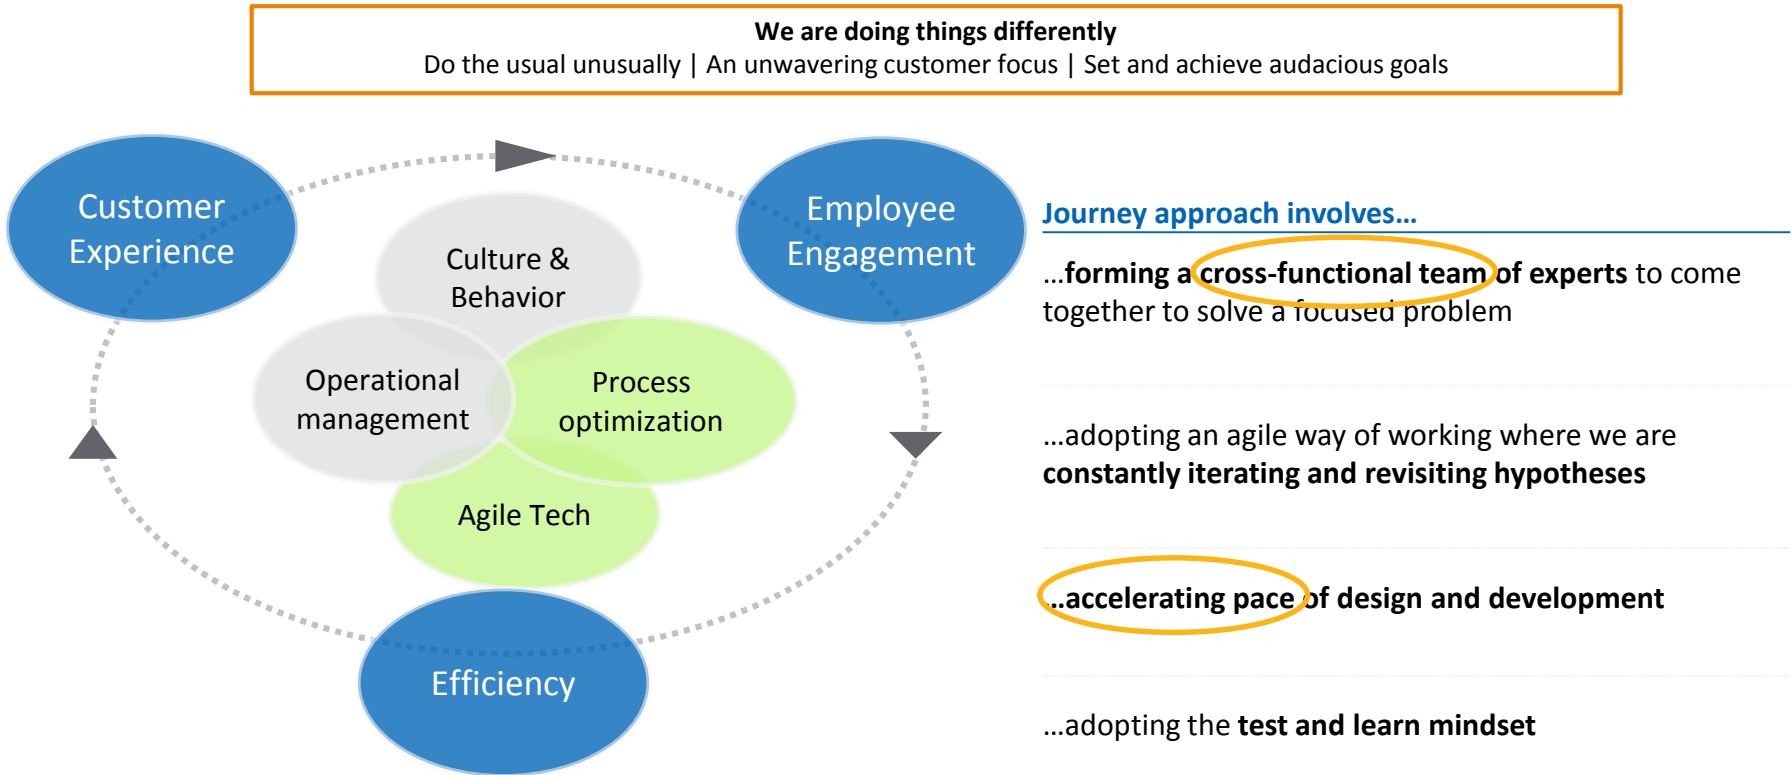 We are doing things differently
Do the usual unusually | An unwavering customer focus | Set and achieve audacious goals
Customer
Experience
Employee
Engagement
Culture &
Behavior
Operational
management
Process
optimization
Agile Tech
Efficiency
Journey approach involves…
…forming a cross-functional team of experts to come
together to solve a focused problem
…adopting an agile way of working where we are
constantly iterating and revisiting hypotheses
…accelerating pace of design and development
…adopting the test and learn mindset